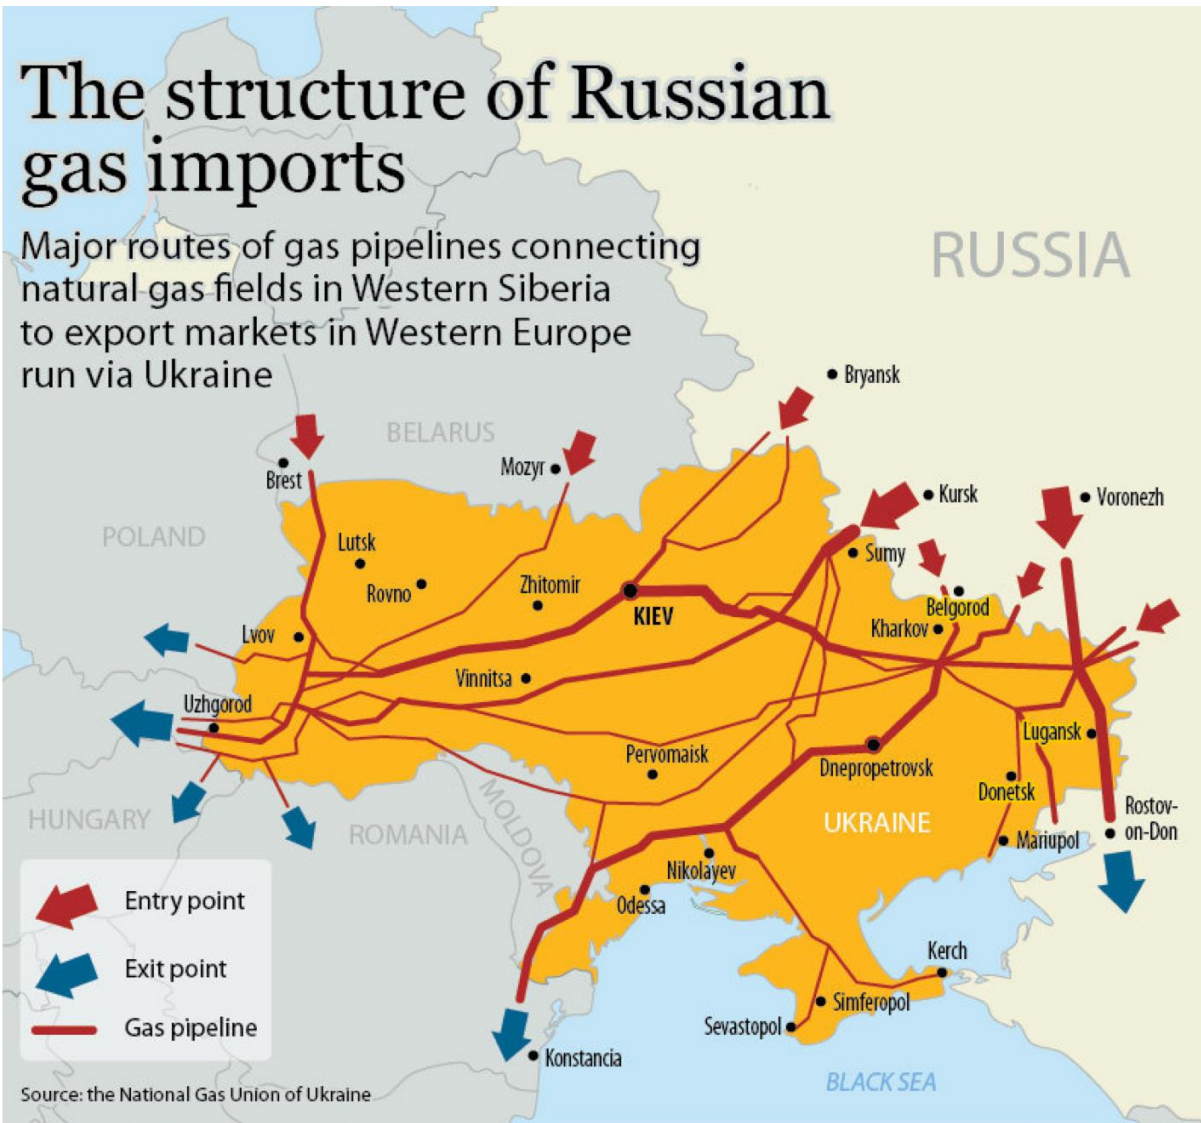 The structure of Russian
gas imports
Major routes of gas pipelines connecting
natural gas fields in Western Siberia
to export markets in Western Europe
run via Ukraine
RUSSIA
Bryansk
BELARUS
Mozyr
Brest
Kursk
Voronezh
POLAND
Lutsk
Sumy
Rovno
Zhitomir
KIEV
Belgorod
Kharkov
Lvov
Vinnitsa
Uzhgorod
Lugansk
Pervomaisk
Dnepropetrovsk
Donetsk
HUNGARY
ROMANIA
MOLDOVA
UKRAINE
Rostov-
on-Don
Mariupol
Nikolayev
Odessa
Entry point
Exit point
Gas pipeline
Kerch
Simferopol
Sevastopol
Konstancia
BLACK SEA
Source: the National Gas Union of Ukraine